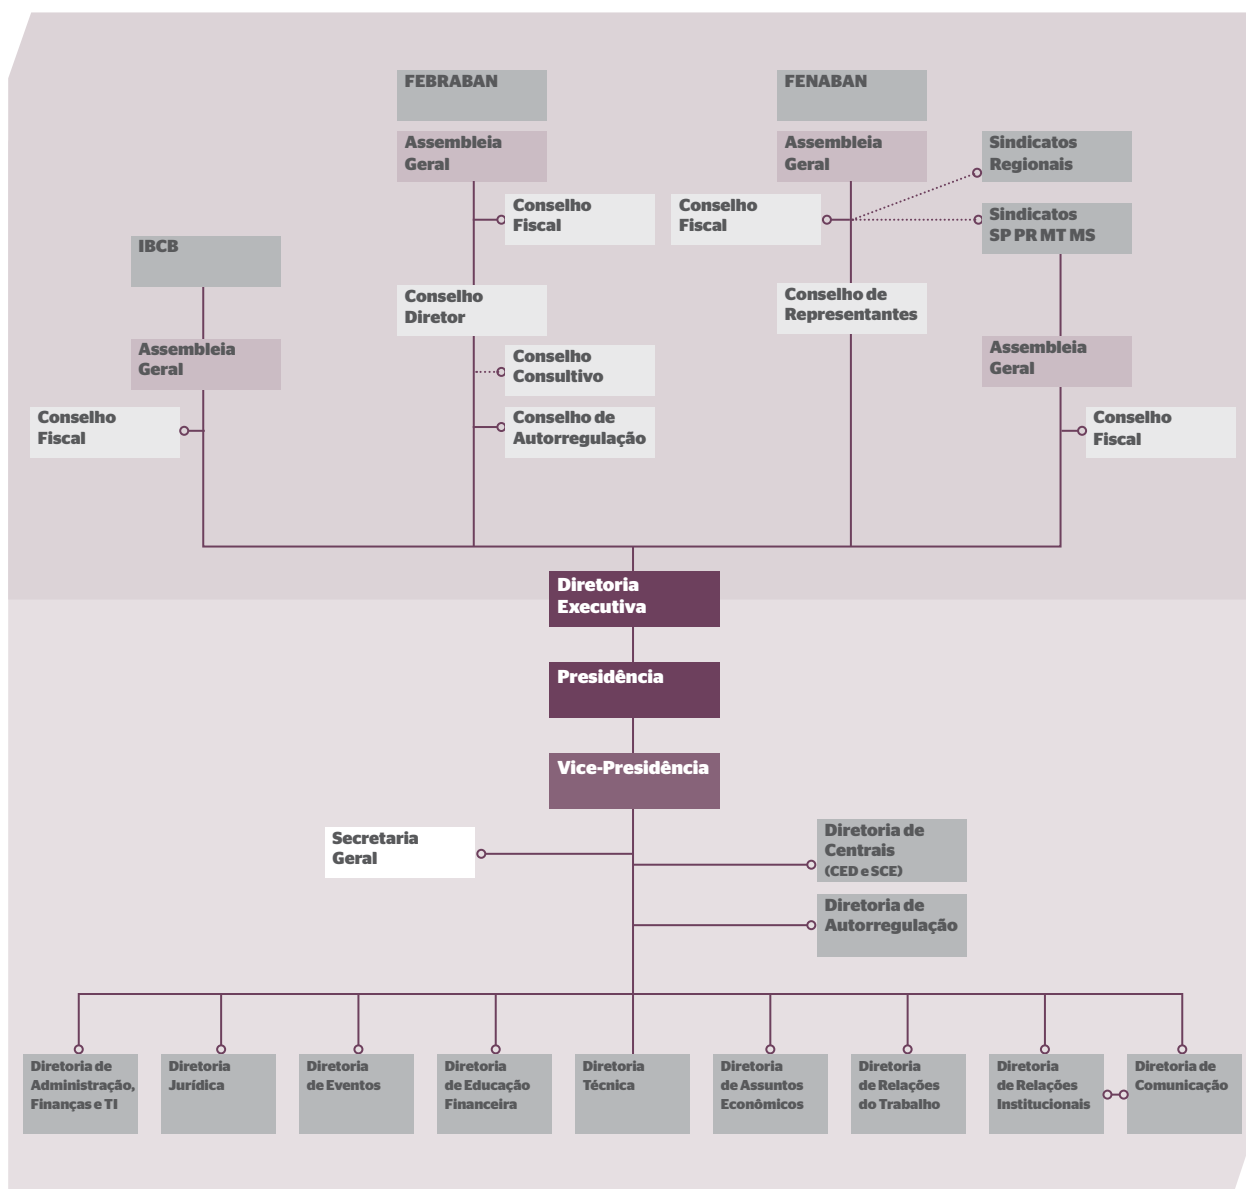 FEBRABAN
FENABAN
Assembleia
Geral
Assembleia
Geral
Sindicatos
Regionais
Conselho
Fiscal
Conselho
Fiscal
Sindicatos
SP PR MT MS
IBCB
Conselho
Diretor
Conselho de
Representantes
Assembleia
Geral
Conselho
Consultivo
Assembleia
Geral
Conselho
Fiscal
Conselho de
Autorregulação
Conselho
Fiscal
Diretoria
Executiva
Presidência
Vice-Presidência
Secretaria
Geral
Diretoria de
Centrais
(CED e SCE)
Diretoria de
Autorregulação
Diretoria de
Administração,
Finanças e TI
Diretoria
Jurídica
Diretoria
de Eventos
Diretoria
de Educação
Financeira
Diretoria
Técnica
Diretoria
de Assuntos
Econômicos
Diretoria
de Relações
do Trabalho
Diretoria
de Relações
Institucionais
Diretoria de
Comunicação